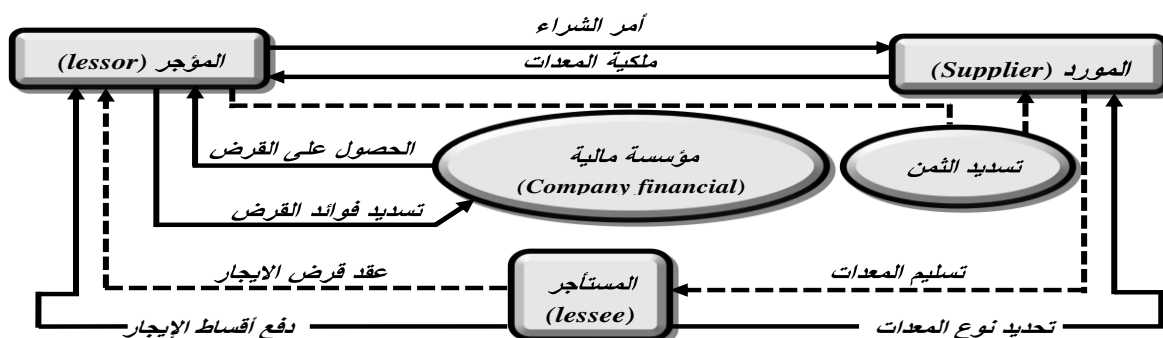 أمر الشراء
المؤجر (lessor)
المورد (Supplier)
ملكية المعدات
الحصول على القرض
مؤسسة مالية
(Company financial)
تسديد الثمن
تسديد فوائد القرض
المستأجر
(lessee)
عقد قرض الايجار
تسليم المعدات
دفع أقساط الإيجار
تحديد نوع المعدات